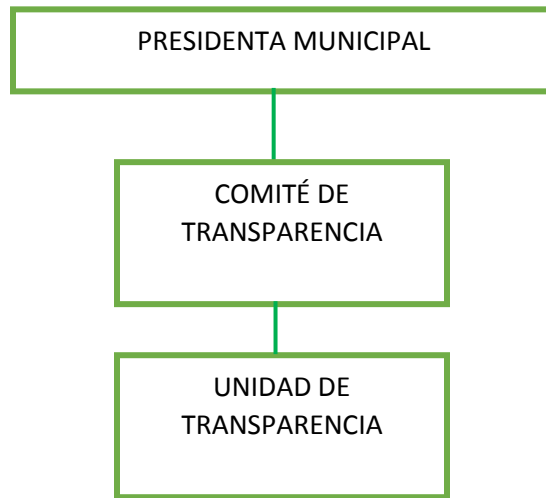 PRESIDENTA MUNICIPAL
COMITÉ DE
TRANSPARENCIA
UNIDAD DE
TRANSPARENCIA